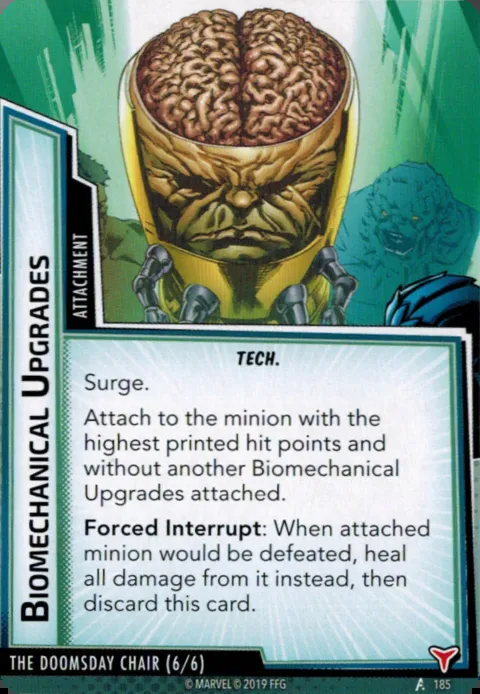 BIOMECHANICAL UPGRADES
ATTACHMENT
TECH.
Surge.
Attach to the minion with the
highest printed hit points and
without another Biomechanical
Upgrades attached.
Forced Interrupt: When attached
minion would be defeated, heal
all damage from it instead, then
discard this card.
THE DOOMSDAY CHAIR (6/6)
© MARVEL © 2019 FFG
185